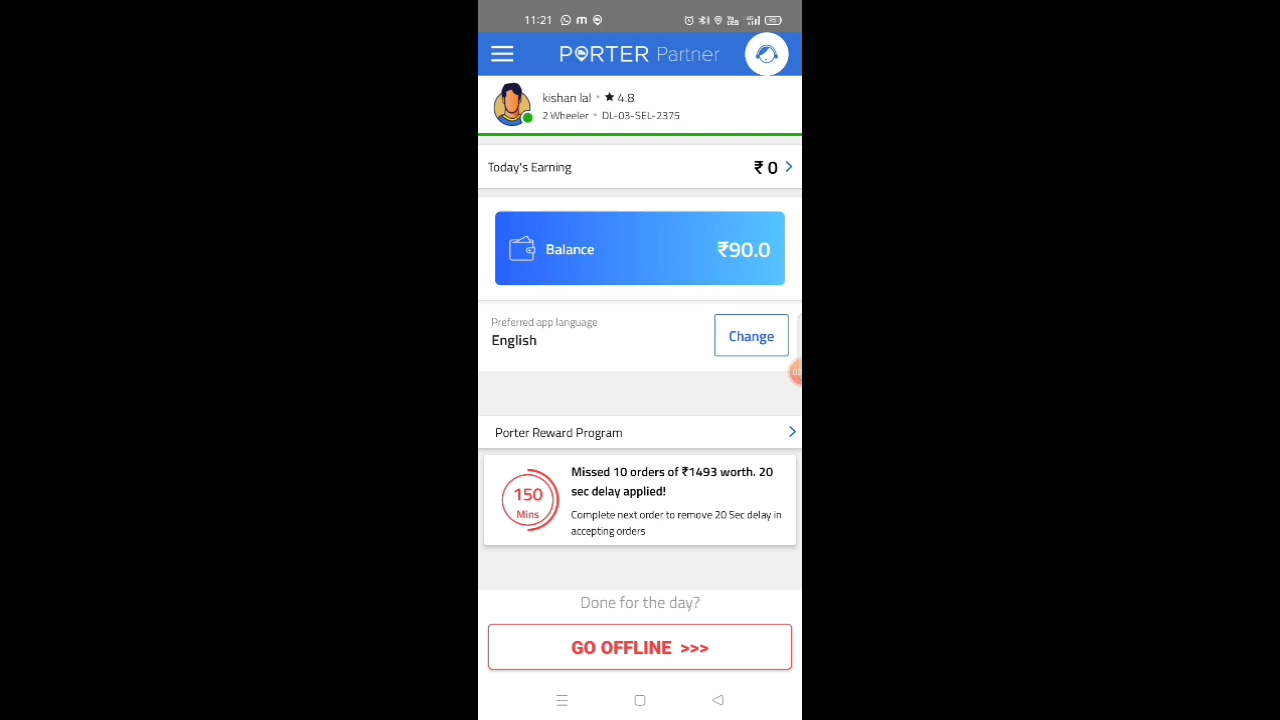 11:21
PORTER Partner
kishan lal • ★ 4.8
2 Wheeler • DL-03-SEL-2375
Today's Earning ₹ 0
Balance ₹90.0
Preferred app language
English
Change
Porter Reward Program
150
Mins
Missed 10 orders of ₹1493 worth. 20
sec delay applied!
Complete next order to remove 20 Sec delay in
accepting orders
Done for the day?
GO OFFLINE >>>